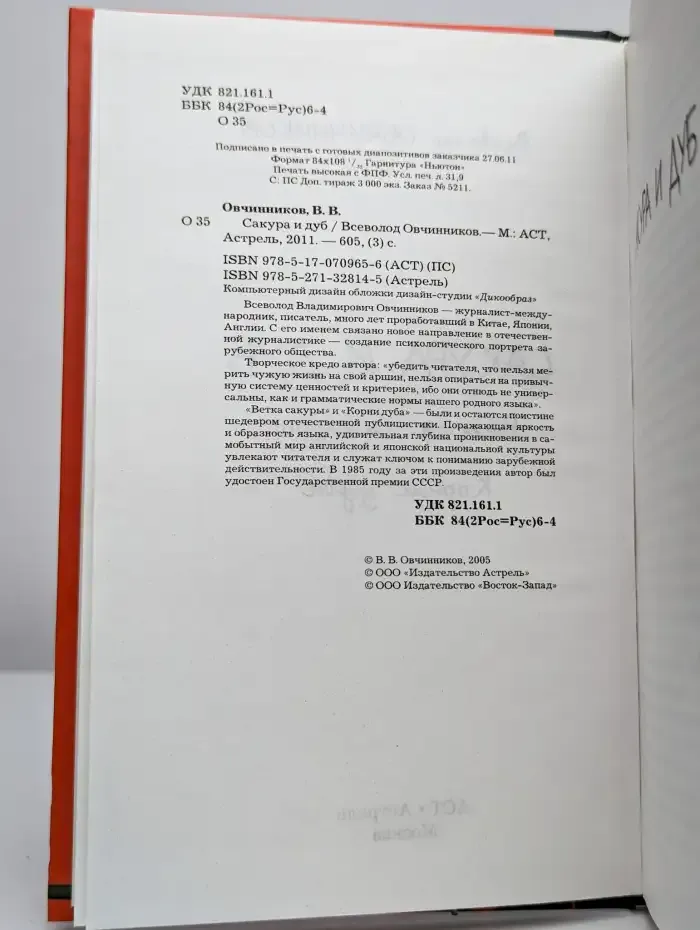 УДК 821.161.1
ББК 84(2Рос=Рус)6-4
О 35
Подписано в печать с готовых диапозитивов заказчика 27.06.11
Формат 84х108 1/32 Гарнитура «Ньютон»
Печать высокая с ФПФ. Усл. печ. л. 31,9
С: ПС Доп. тираж 3 000 экз. Заказ № 5211.
Овчинников, В. В.
О 35 Сакура и дуб / Всеволод Овчинников.— М.: АСТ,
Астрель, 2011. — 605, (3) с.
ISBN 978-5-17-070965-6 (АСТ) (ПС)
ISBN 978-5-271-32814-5 (Астрель)
Компьютерный дизайн обложки дизайн-студии «Дикообраз»
Всеволод Владимирович Овчинников — журналист-между-
народник, писатель, много лет проработавший в Китае, Японии,
Англии. С его именем связано новое направление в отечествен-
ной журналистике — создание психологического портрета за-
рубежного общества.
Творческое кредо автора: «убедить читателя, что нельзя ме-
рить чужую жизнь на свой аршин, нельзя опираться на привыч-
ную систему ценностей и критериев, ибо они отнюдь не универ-
сальны, как и грамматические нормы нашего родного языка».
«Ветка сакуры» и «Корни дуба» — были и остаются поистине
шедевром отечественной публицистики. Поражающая яркость
и образность языка, удивительная глубина проникновения в са-
мобытный мир английской и японской национальной культуры
увлекают читателя и служат ключом к пониманию зарубежной
действительности. В 1985 году за эти произведения автор был
удостоен Государственной премии СССР.
УДК 821.161.1
ББК 84(2Рос=Рус)6-4
© В. В. Овчинников, 2005
© ООО «Издательство Астрель»
© ООО Издательство «Восток-Запад»
УРА И ДУБ